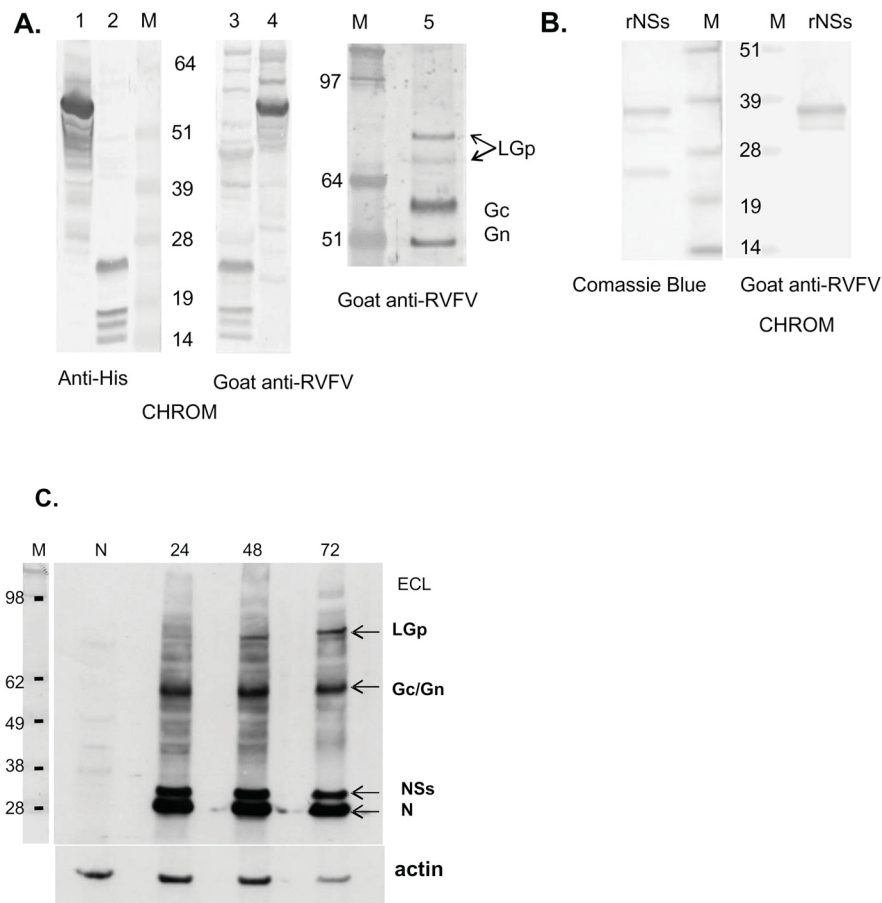 A.
1 2 M
64
51
39
28
19
14
3 4
Anti-His
Goat anti-RVFV
CHROM
M 5
97
64
51
LGp
Gc
Gn
Goat anti-RVFV
B.
rNSs M M rNSs
51
39
28
19
14
Comassie Blue
Goat anti-RVFV
CHROM
C.
M N 24 48 72
ECL
98
LGp
62
Gc/Gn
49
38
NSs
28
N
actin